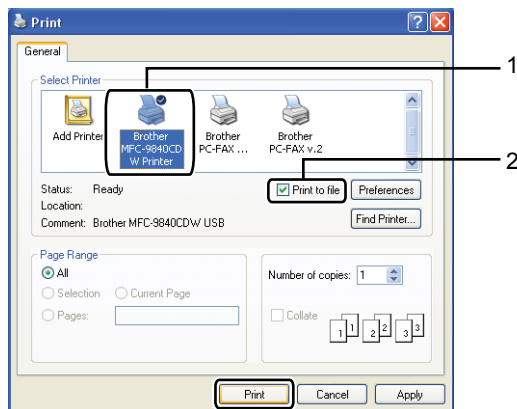 Print
General
1
Select Printer
Add Printer
Brother
MFC-9840CD
W Printer
Brother
PC-FAX ...
Brother
PC-FAX v.2
2
Status: Ready
Print to file
Preferences
Location:
Comment: Brother MFC-9840CDW USB
Find Printer...
Page Range
All
Number of copies: 1
Selection
Current Page
Pages:
Collate
1 1 2 2 3 3
Print
Cancel
Apply